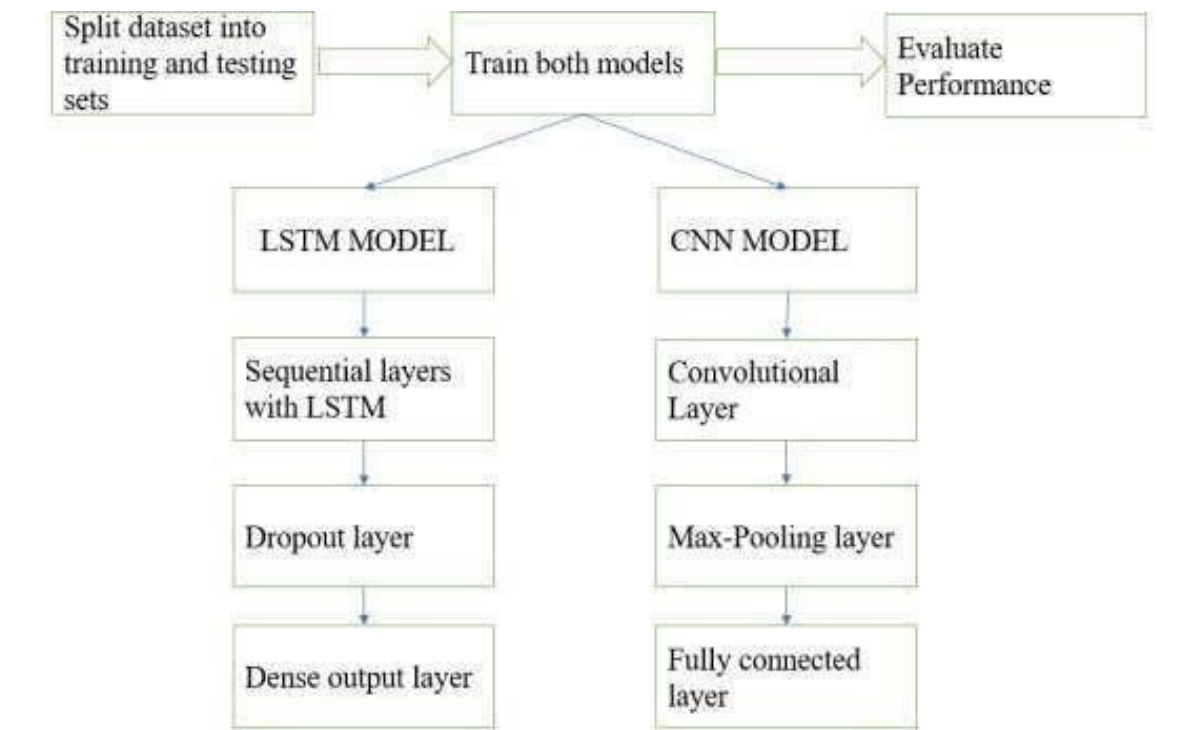 Split dataset into
training and testing
sets
Train both models
Evaluate
Performance
LSTM MODEL
CNN MODEL
Sequential layers
with LSTM
Convolutional
Layer
Dropout layer
Max-Pooling layer
Dense output layer
Fully connected
layer